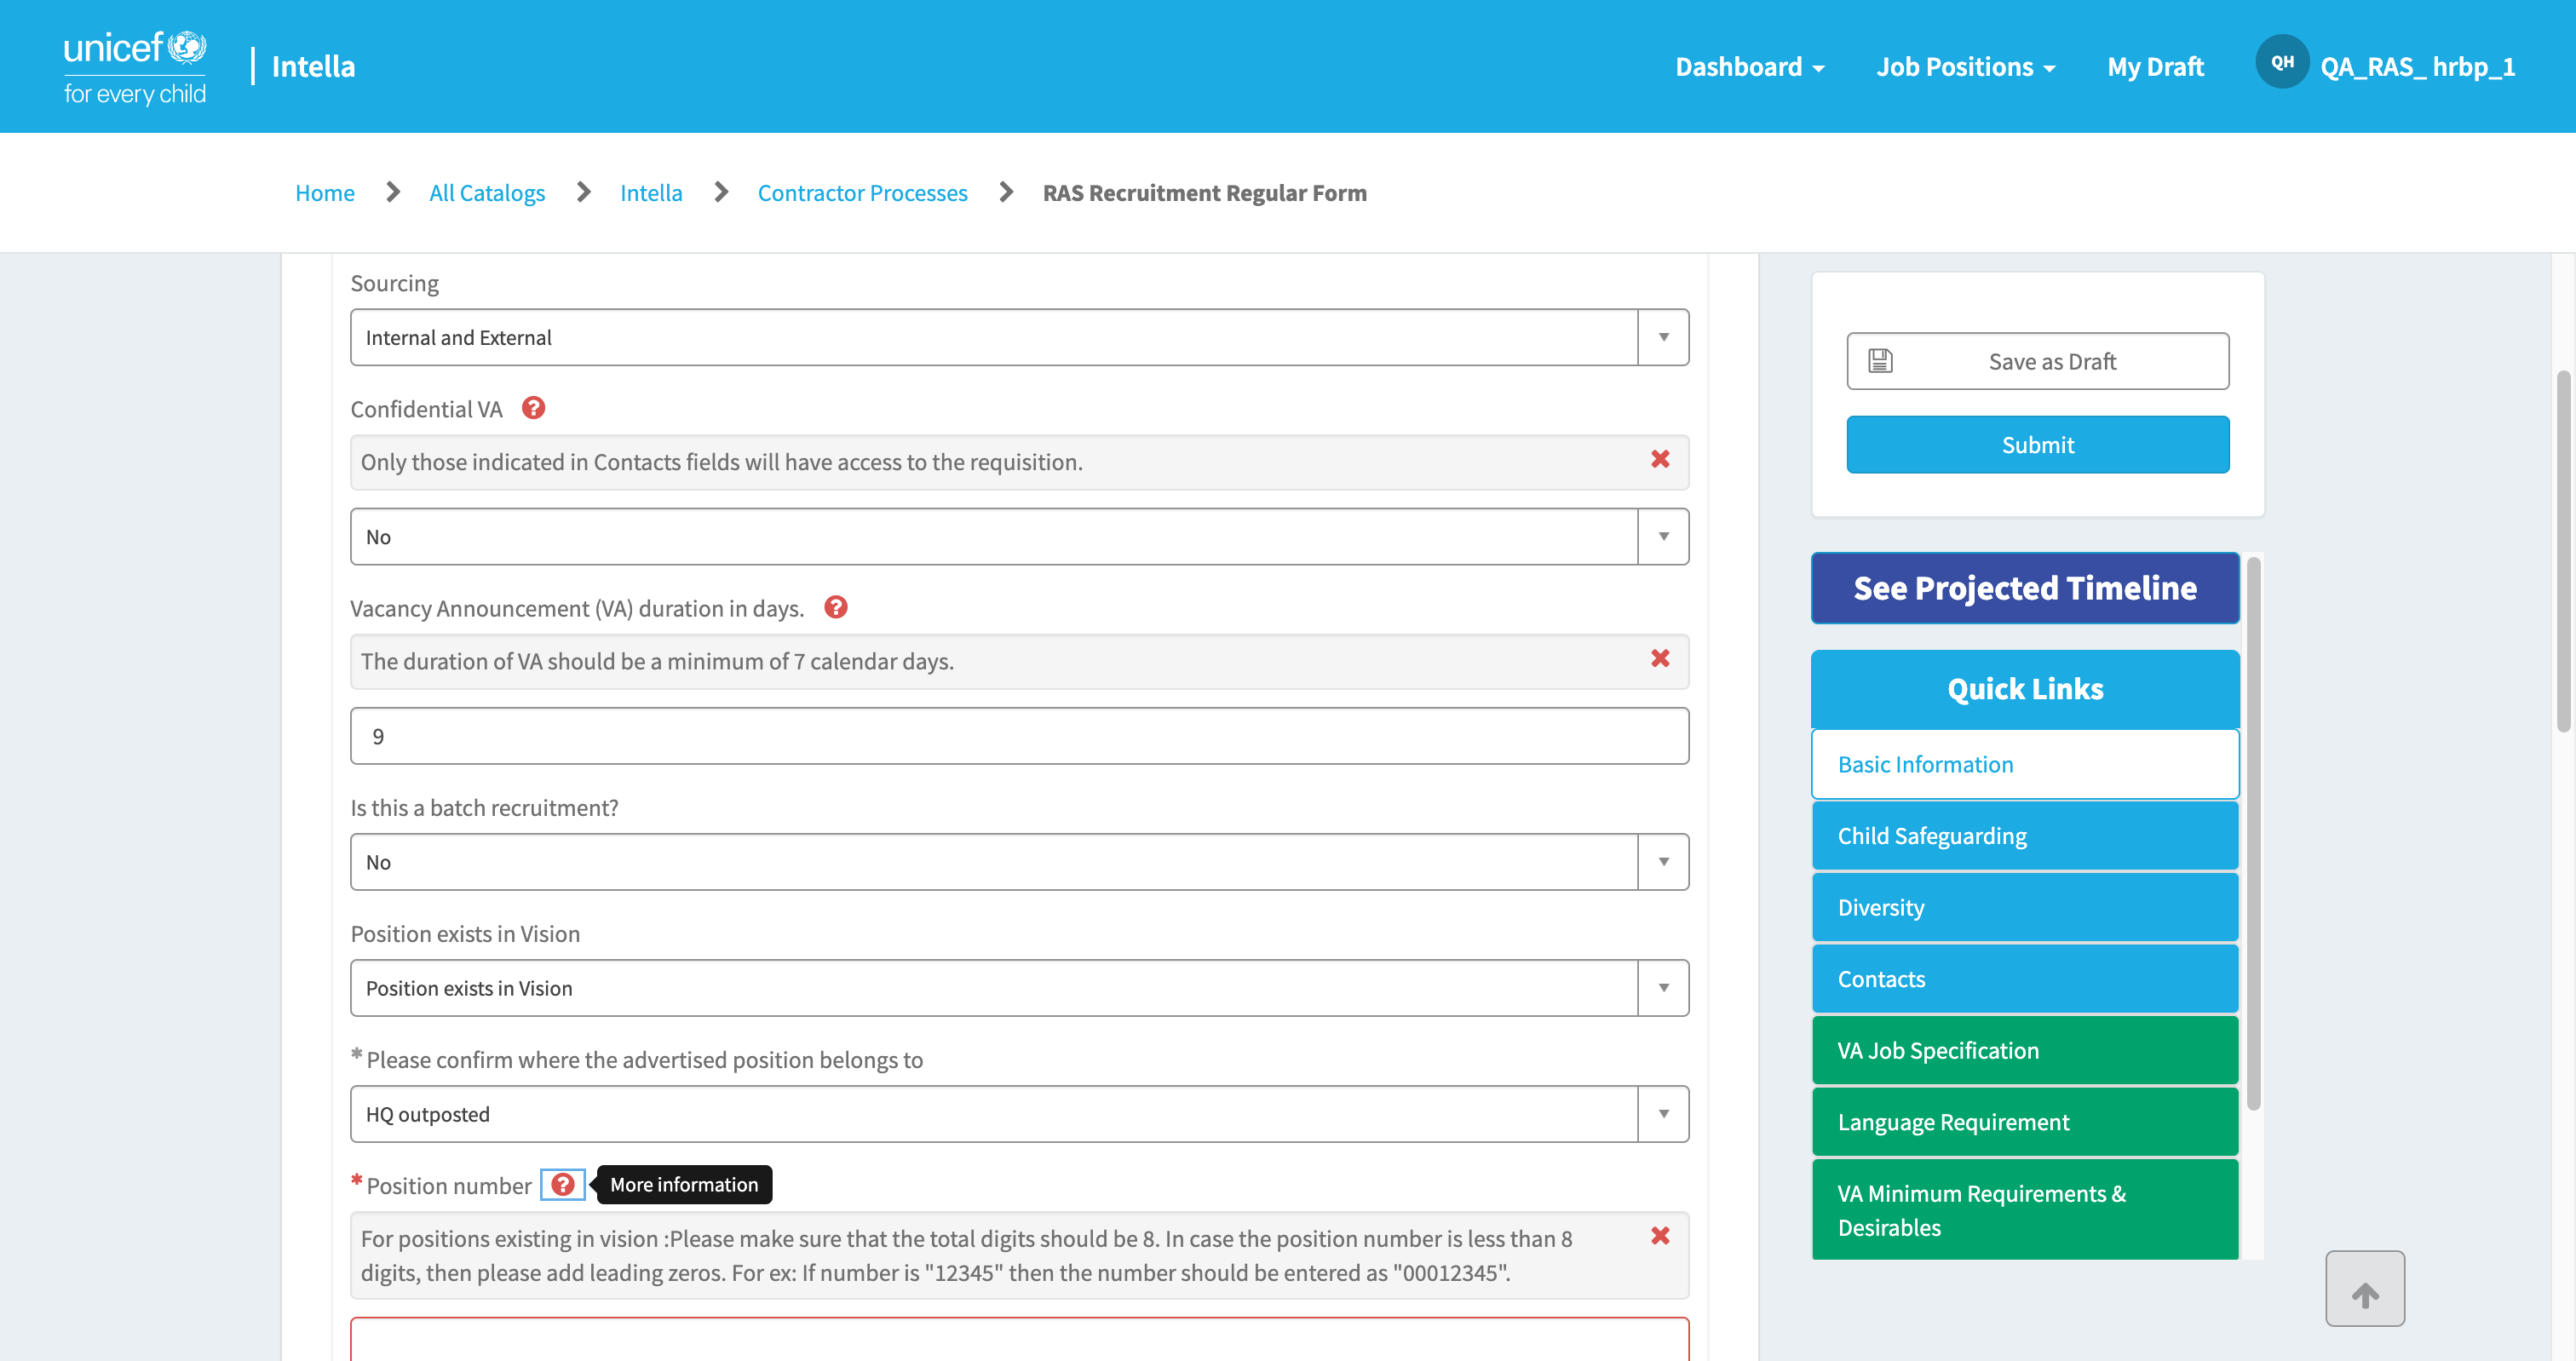 unicef
for every child
Intella
Dashboard
Job Positions
My Draft
QH
QA_RAS_ hrbp_1
Home
All Catalogs
Intella
Contractor Processes
RAS Recruitment Regular Form
Sourcing
Internal and External
Confidential VA
Only those indicated in Contacts fields will have access to the requisition.
No
Vacancy Announcement (VA) duration in days.
The duration of VA should be a minimum of 7 calendar days.
9
Is this a batch recruitment?
No
Position exists in Vision
Position exists in Vision
* Please confirm where the advertised position belongs to
HQ outposted
* Position number
More information
For positions existing in vision :Please make sure that the total digits should be 8. In case the position number is less than 8
digits, then please add leading zeros. For ex: If number is "12345" then the number should be entered as "00012345".
Save as Draft
Submit
See Projected Timeline
Quick Links
Basic Information
Child Safeguarding
Diversity
Contacts
VA Job Specification
Language Requirement
VA Minimum Requirements &
Desirables